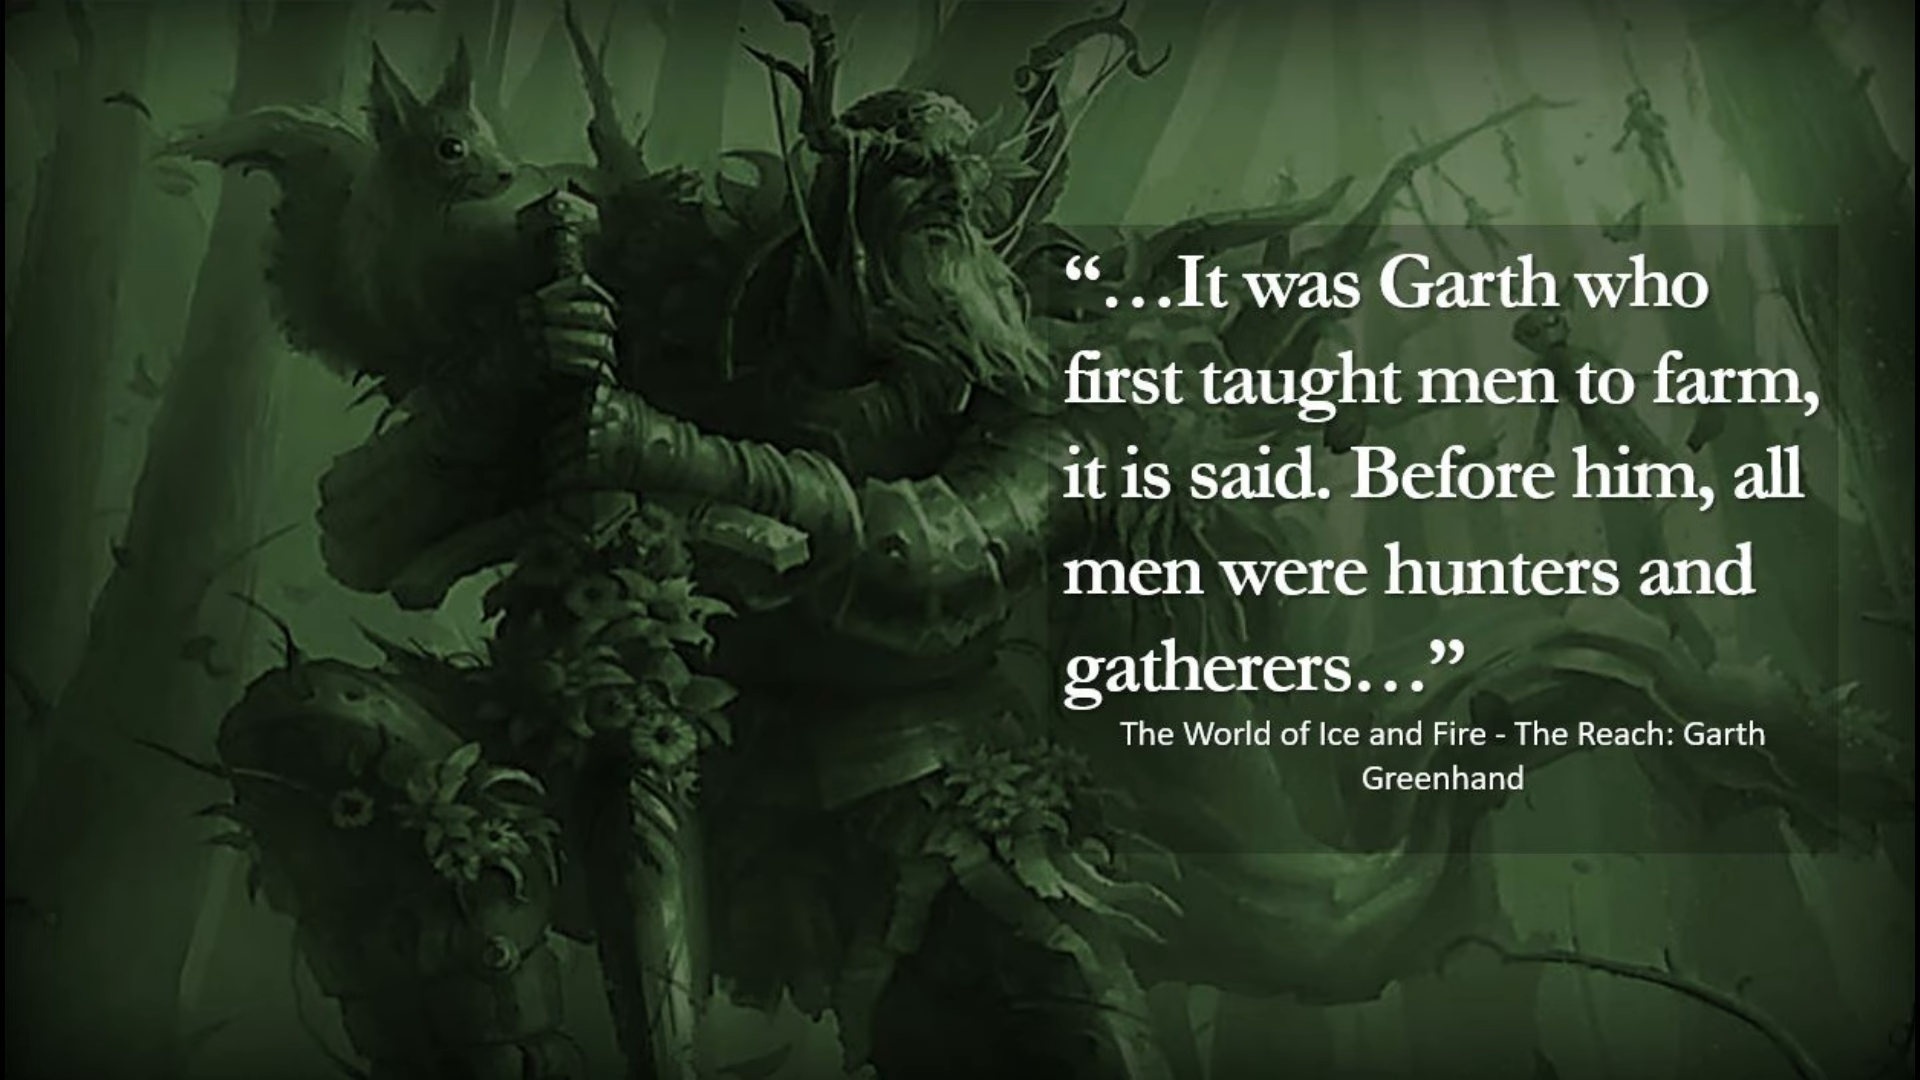 “…It was Garth who
first taught men to farm,
it is said. Before him, all
men were hunters and
gatherers…”
The World of Ice and Fire - The Reach: Garth
Greenhand